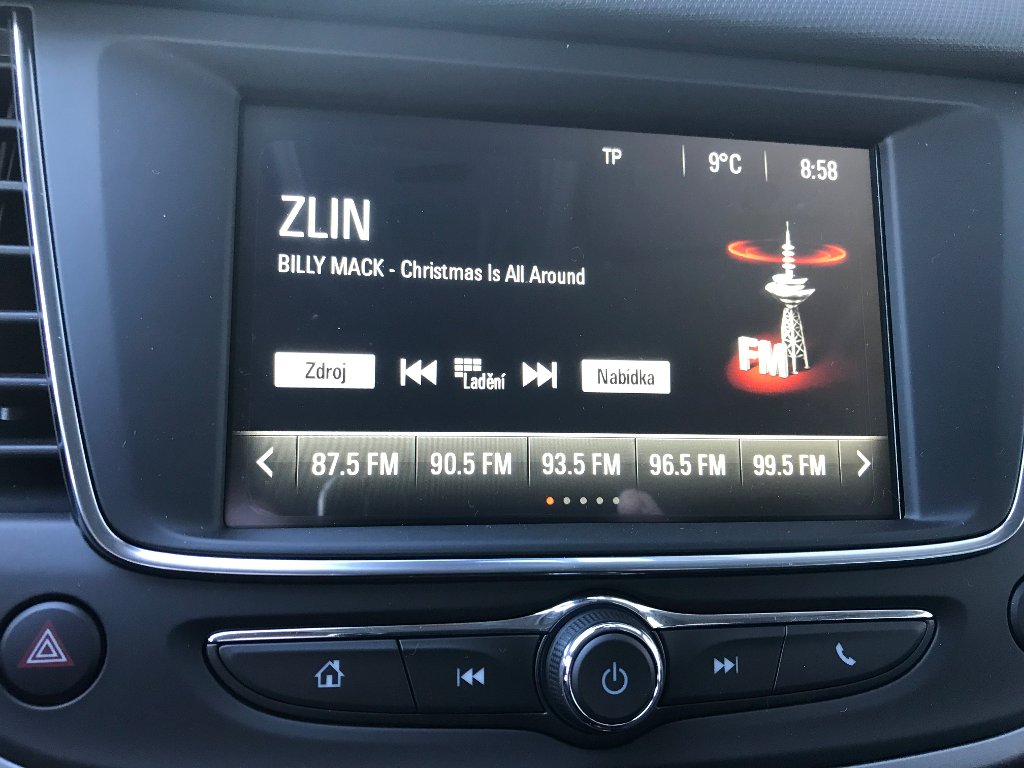 TP 9°C 8:58
ZLIN
BILLY MACK - Christmas Is All Around
FM
Zdroj Ladění Nabídka
87.5 FM 90.5 FM 93.5 FM 96.5 FM 99.5 FM